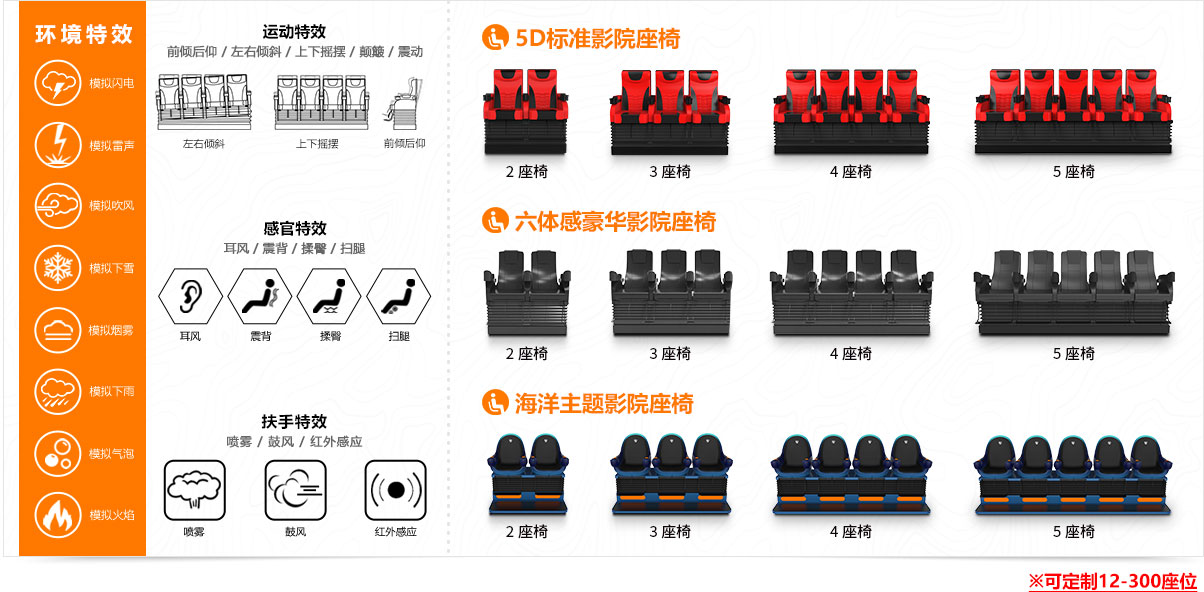 环境特效
模拟闪电
模拟雷声
模拟吹风
模拟下雪
模拟烟雾
模拟下雨
模拟气泡
模拟火焰
运动特效
前倾后仰 / 左右倾斜 / 上下摇摆 / 颠簸 / 震动
左右倾斜 上下摇摆 前倾后仰
感官特效
耳风 / 震背 / 揉臀 / 扫腿
耳风 震背 揉臀 扫腿
扶手特效
喷雾 / 鼓风 / 红外感应
喷雾 鼓风 红外感应
5D标准影院座椅
2 座椅 3 座椅 4 座椅 5 座椅
六体感豪华影院座椅
2 座椅 3 座椅 4 座椅 5 座椅
海洋主题影院座椅
2 座椅 3 座椅 4 座椅 5 座椅
※可定制12-300座位